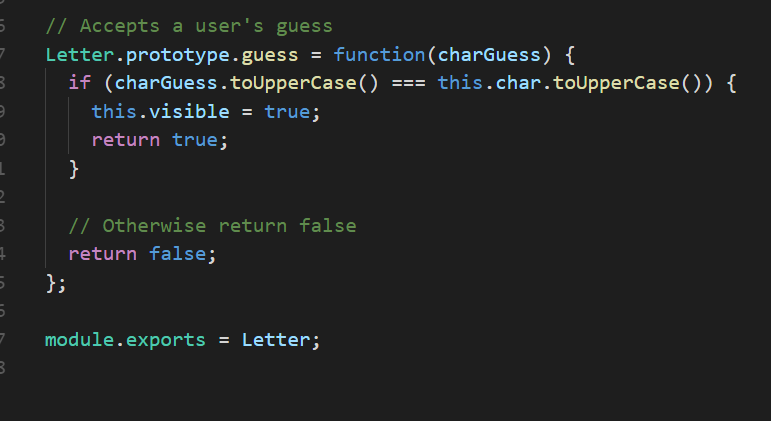 // Accepts a user's guess
Letter.prototype.guess = function(charGuess) {
  if (charGuess.toUpperCase() === this.char.toUpperCase()) {
    this.visible = true;
    return true;
  }

  // Otherwise return false
  return false;
};

module.exports = Letter;